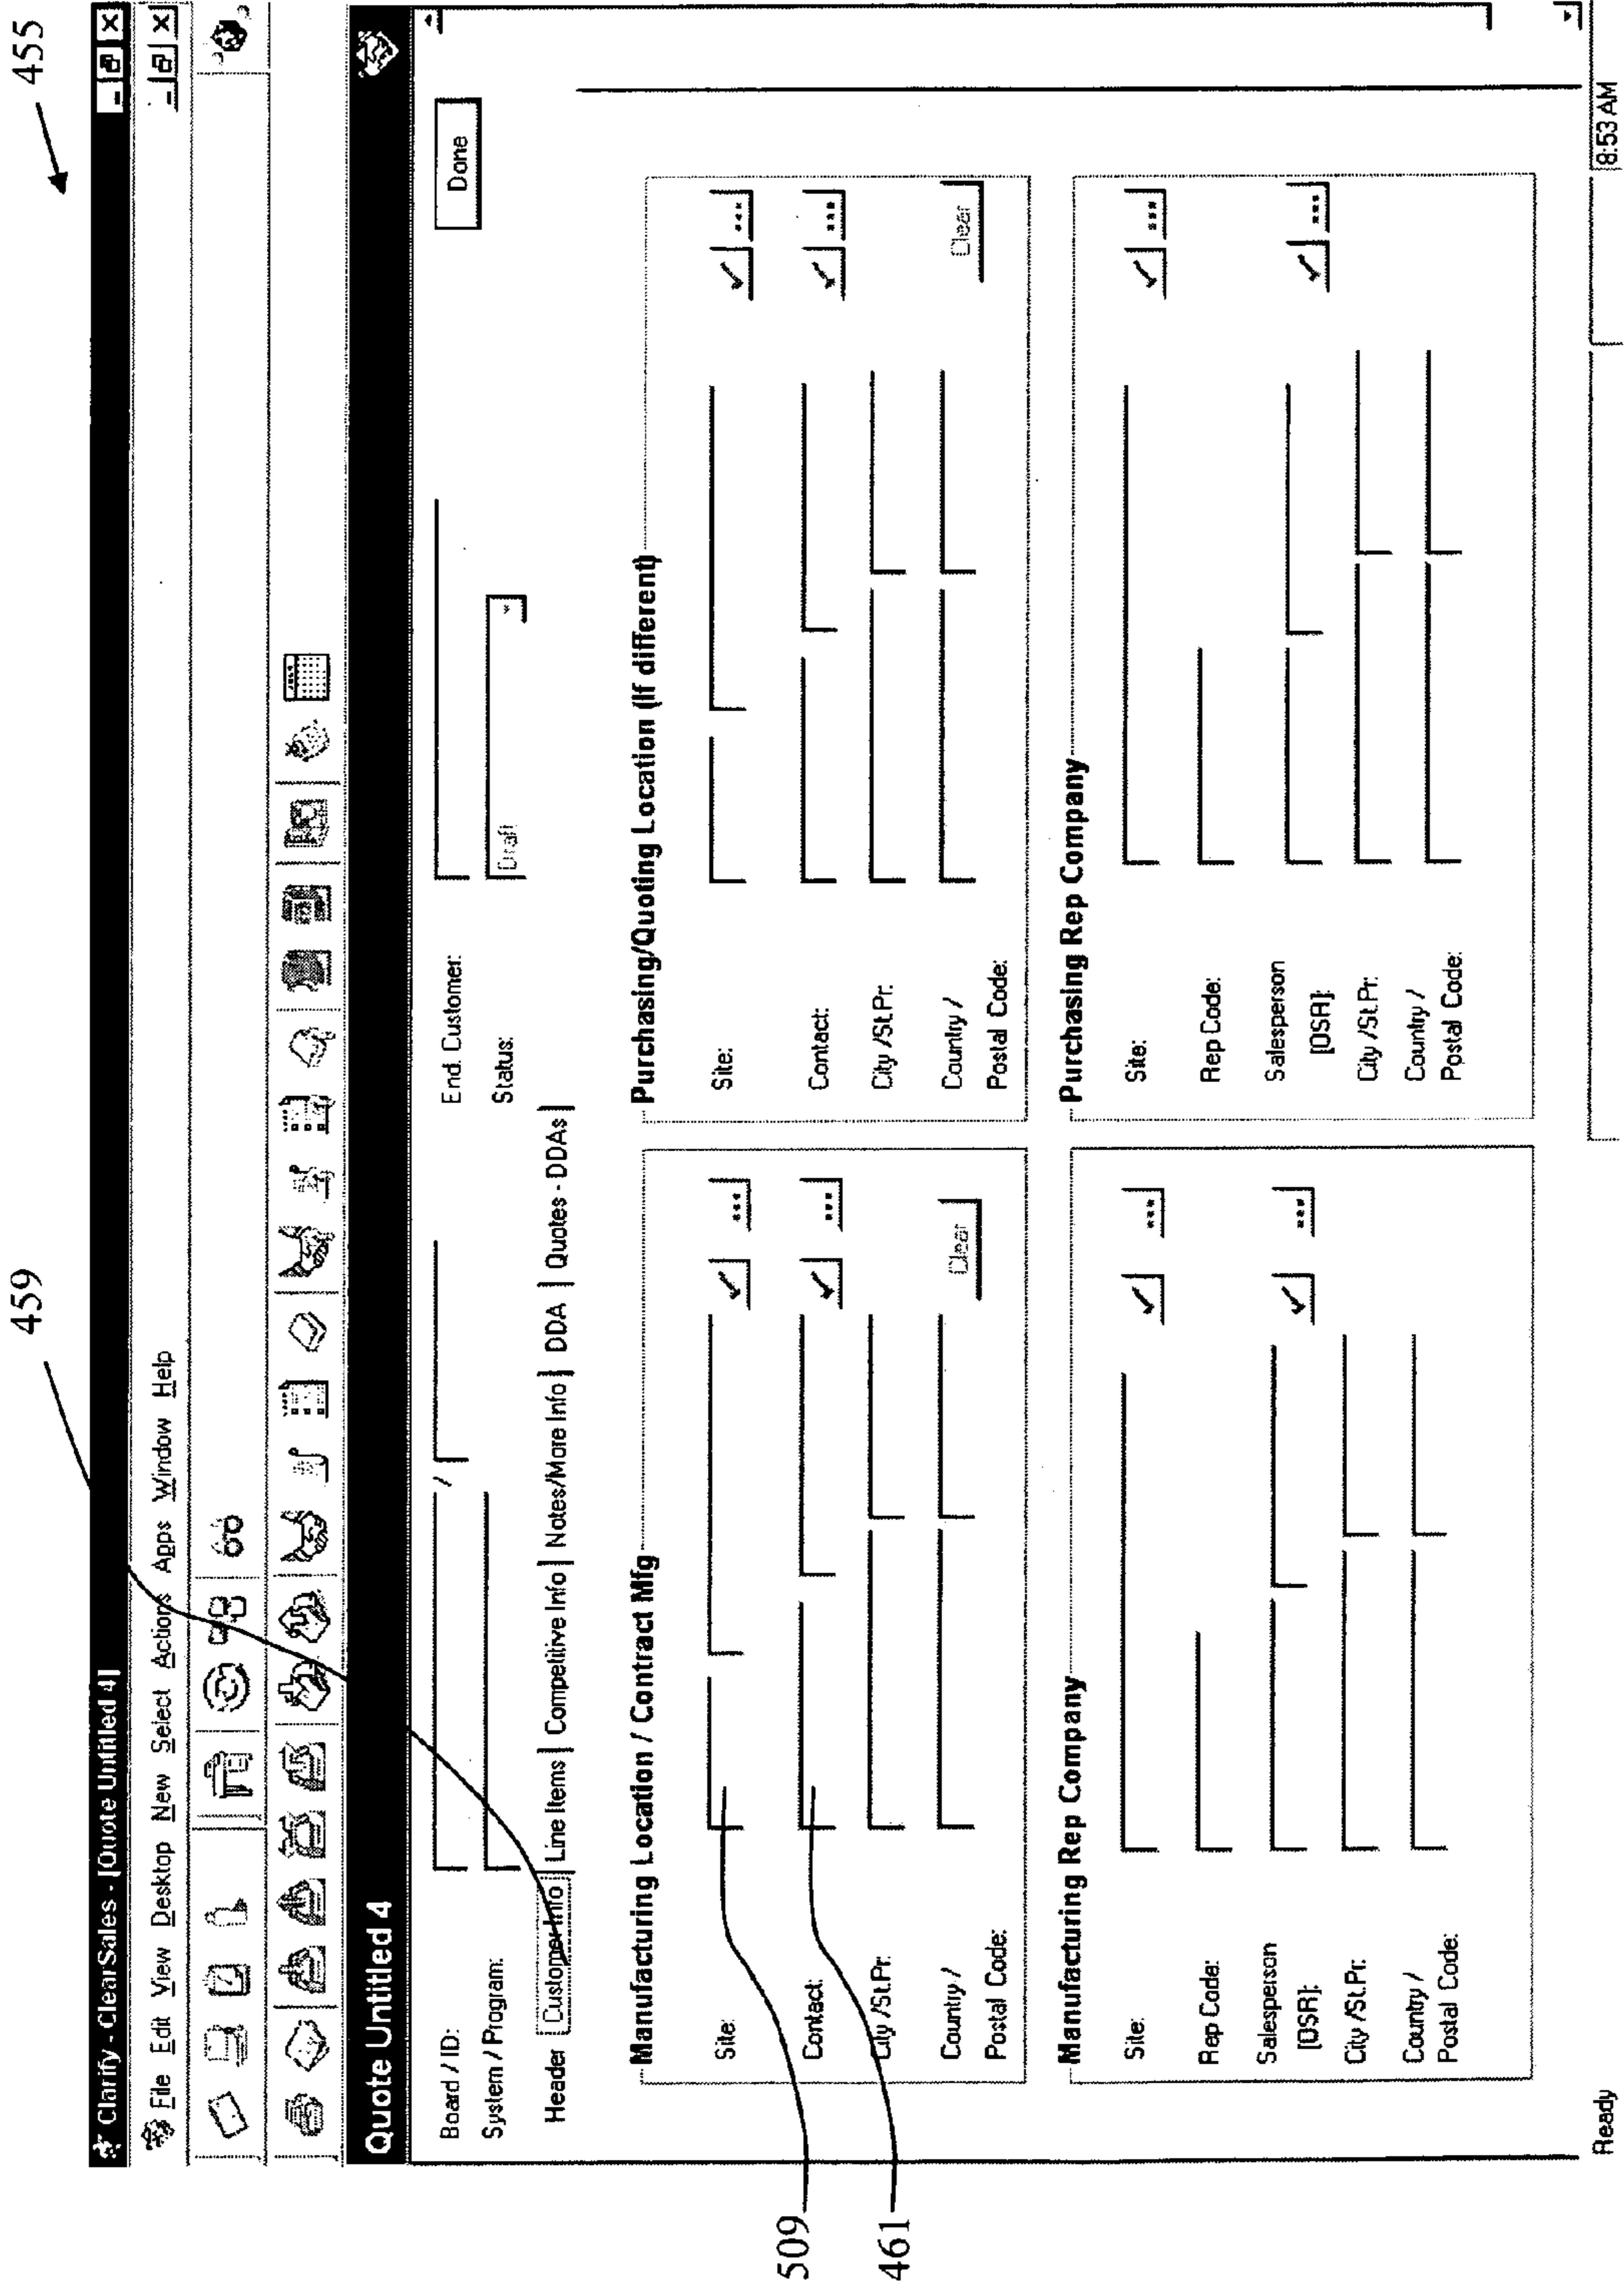 455
459
Clarify - ClearSales - [Quote Untitled 4]
File Edit View Desktop New Select Actions Apps Window Help
Quote Untitled 4
Board / ID: /
End. Customer:
Done
System / Program:
Status: Draft
Header Customer Info Line Items Competitive Info Notes/More Info DDA Quotes - DDAs
Manufacturing Location / Contract Mfg
Site: ...
Contact: ...
City /St.Pr:
Country /
Postal Code:
Clear
Purchasing/Quoting Location (If different)
Site: ...
Contact: ...
City /St.Pr:
Country /
Postal Code:
Clear
Manufacturing Rep Company
Site: ...
Rep Code:
Salesperson
[DSR]: ...
City /St.Pr:
Country /
Postal Code:
Purchasing Rep Company
Site: ...
Rep Code:
Salesperson
[DSR]: ...
City /St.Pr:
Country /
Postal Code:
509
461
Ready
8:53 AM